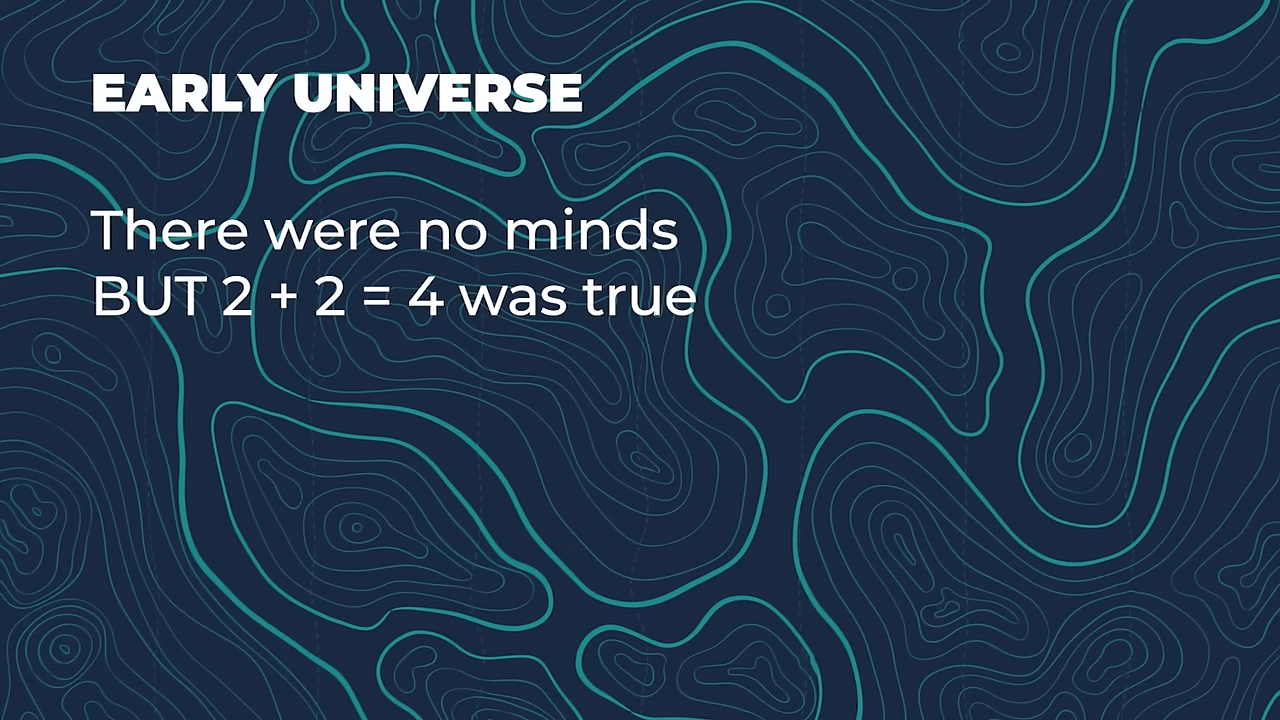 EARLY UNIVERSE
There were no minds
BUT 2 + 2 = 4 was true